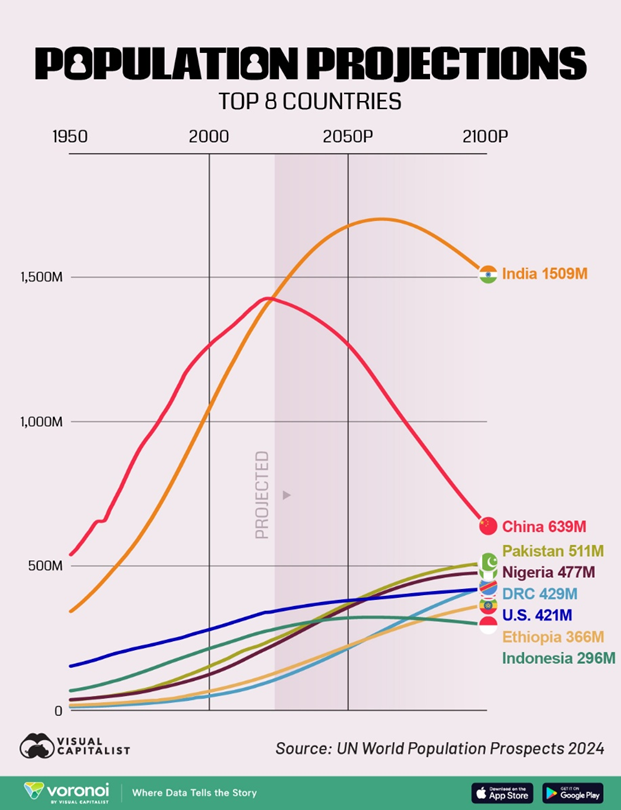 POPULATION PROJECTIONS
TOP 8 COUNTRIES
1950 2000 2050P 2100P
1,500M
1,000M
500M
0
PROJECTED
India 1509M
China 639M
Pakistan 511M
Nigeria 477M
DRC 429M
U.S. 421M
Ethiopia 366M
Indonesia 296M
VISUAL
CAPITALIST
Source: UN World Population Prospects 2024
voronoi
BY VISUAL CAPITALIST
Where Data Tells the Story
Download on the
App Store
GET IT ON
Google Play